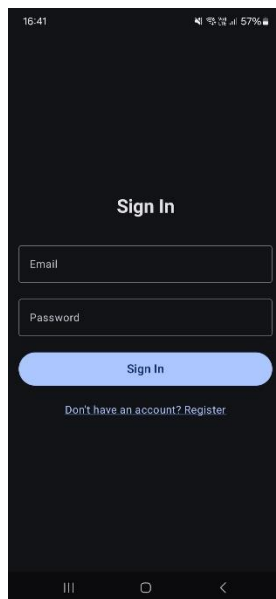 16:41
57%
Sign In
Email
Password
Sign In
Don't have an account? Register